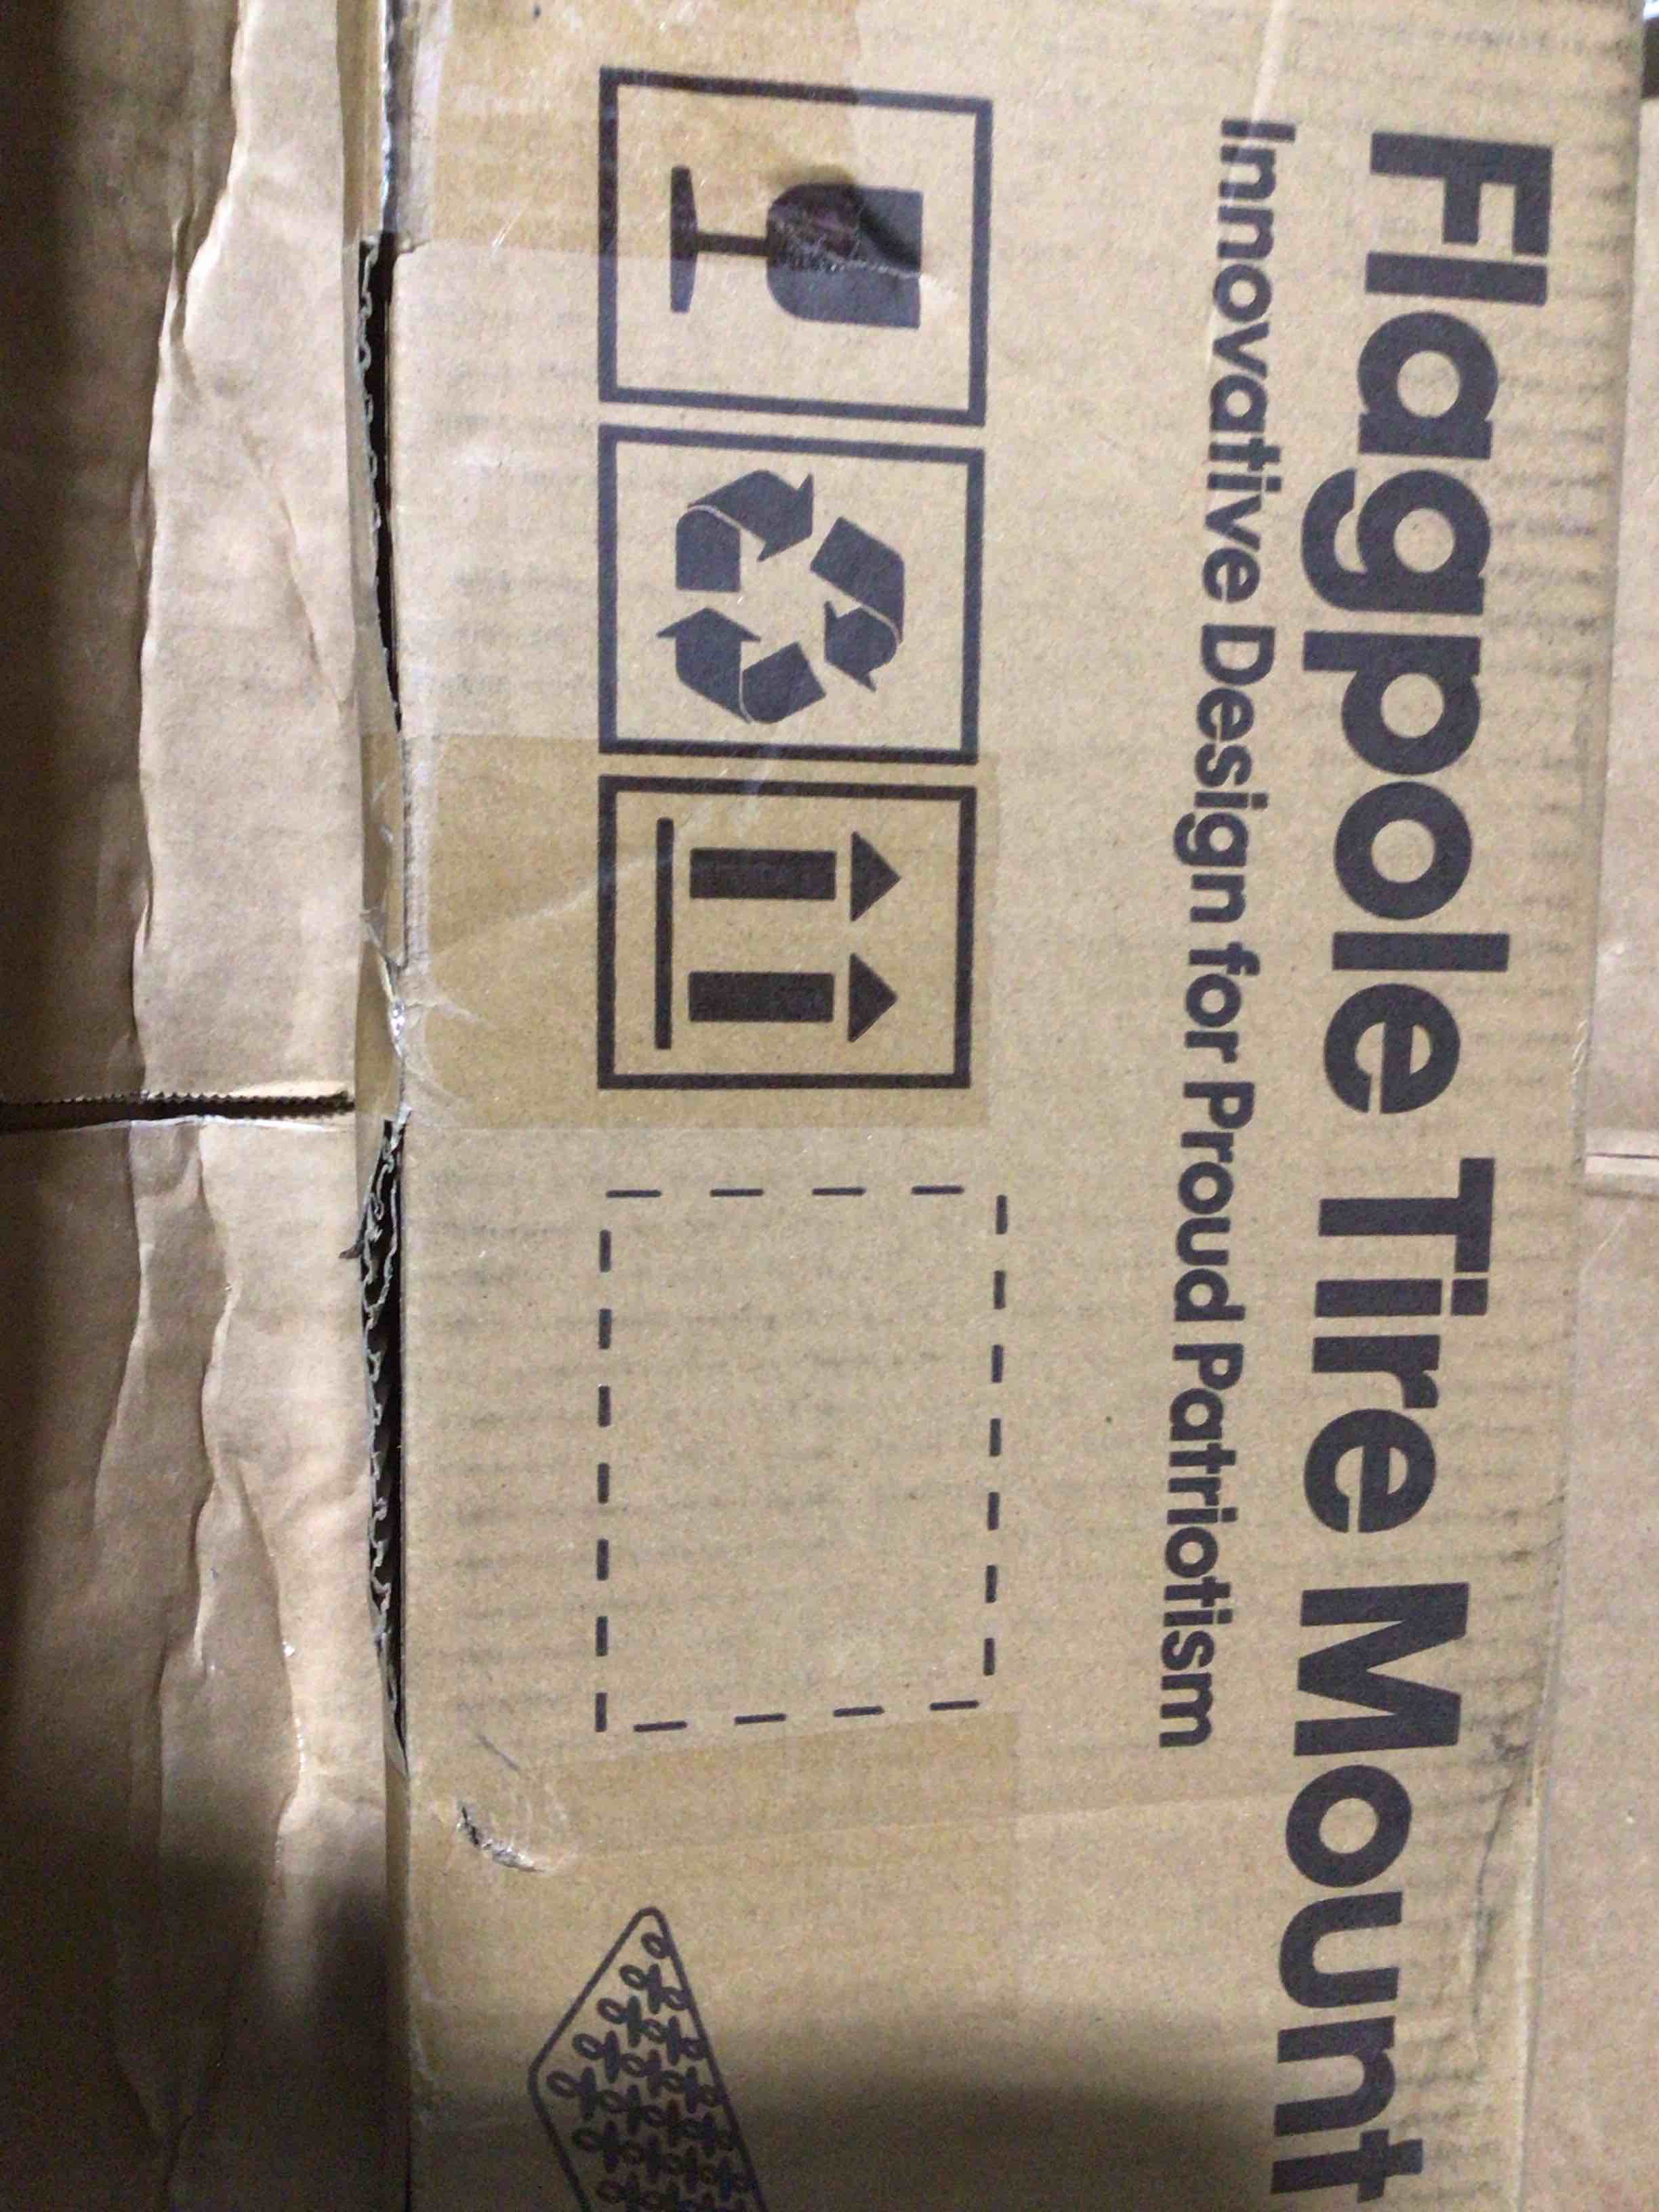 Flagpole Tire Mount
Innovative Design for Proud Patriotism